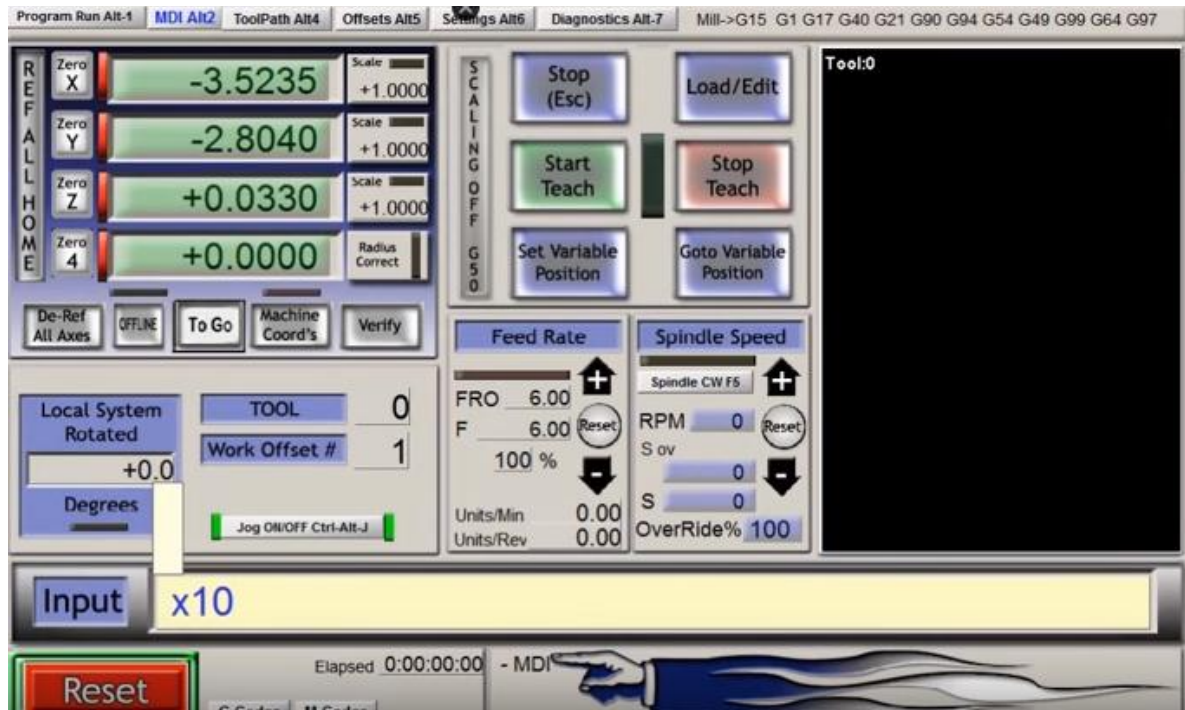 Program Run Alt-1 MDI Alt2 ToolPath Alt4 Offsets Alt5 Settings Alt6 Diagnostics Alt-7 Mill->G15 G1 G17 G40 G21 G90 G94 G54 G49 G99 G64 G97
REF ALL HOME
Zero X -3.5235 Scale +1.0000
Zero Y -2.8040 Scale +1.0000
Zero Z +0.0330 Scale +1.0000
Zero 4 +0.0000 Radius Correct
De-Ref All Axes OFFLINE To Go Machine Coord's Verify
SCALING OFF G50
Stop (Esc)
Load/Edit
Start Teach
Stop Teach
Set Variable Position
Goto Variable Position
Tool:0
Local System Rotated
+0.0
Degrees
TOOL 0
Work Offset # 1
Jog ON/OFF Ctrl-Alt-J
Feed Rate
FRO 6.00
F 6.00 Reset
100 %
Units/Min 0.00
Units/Rev 0.00
Spindle Speed
Spindle CW F5
RPM 0 Reset
S ov
0
S 0
OverRide% 100
Input x10
Reset
Elapsed 0:00:00:00 - MDI
G-Codes M-Codes